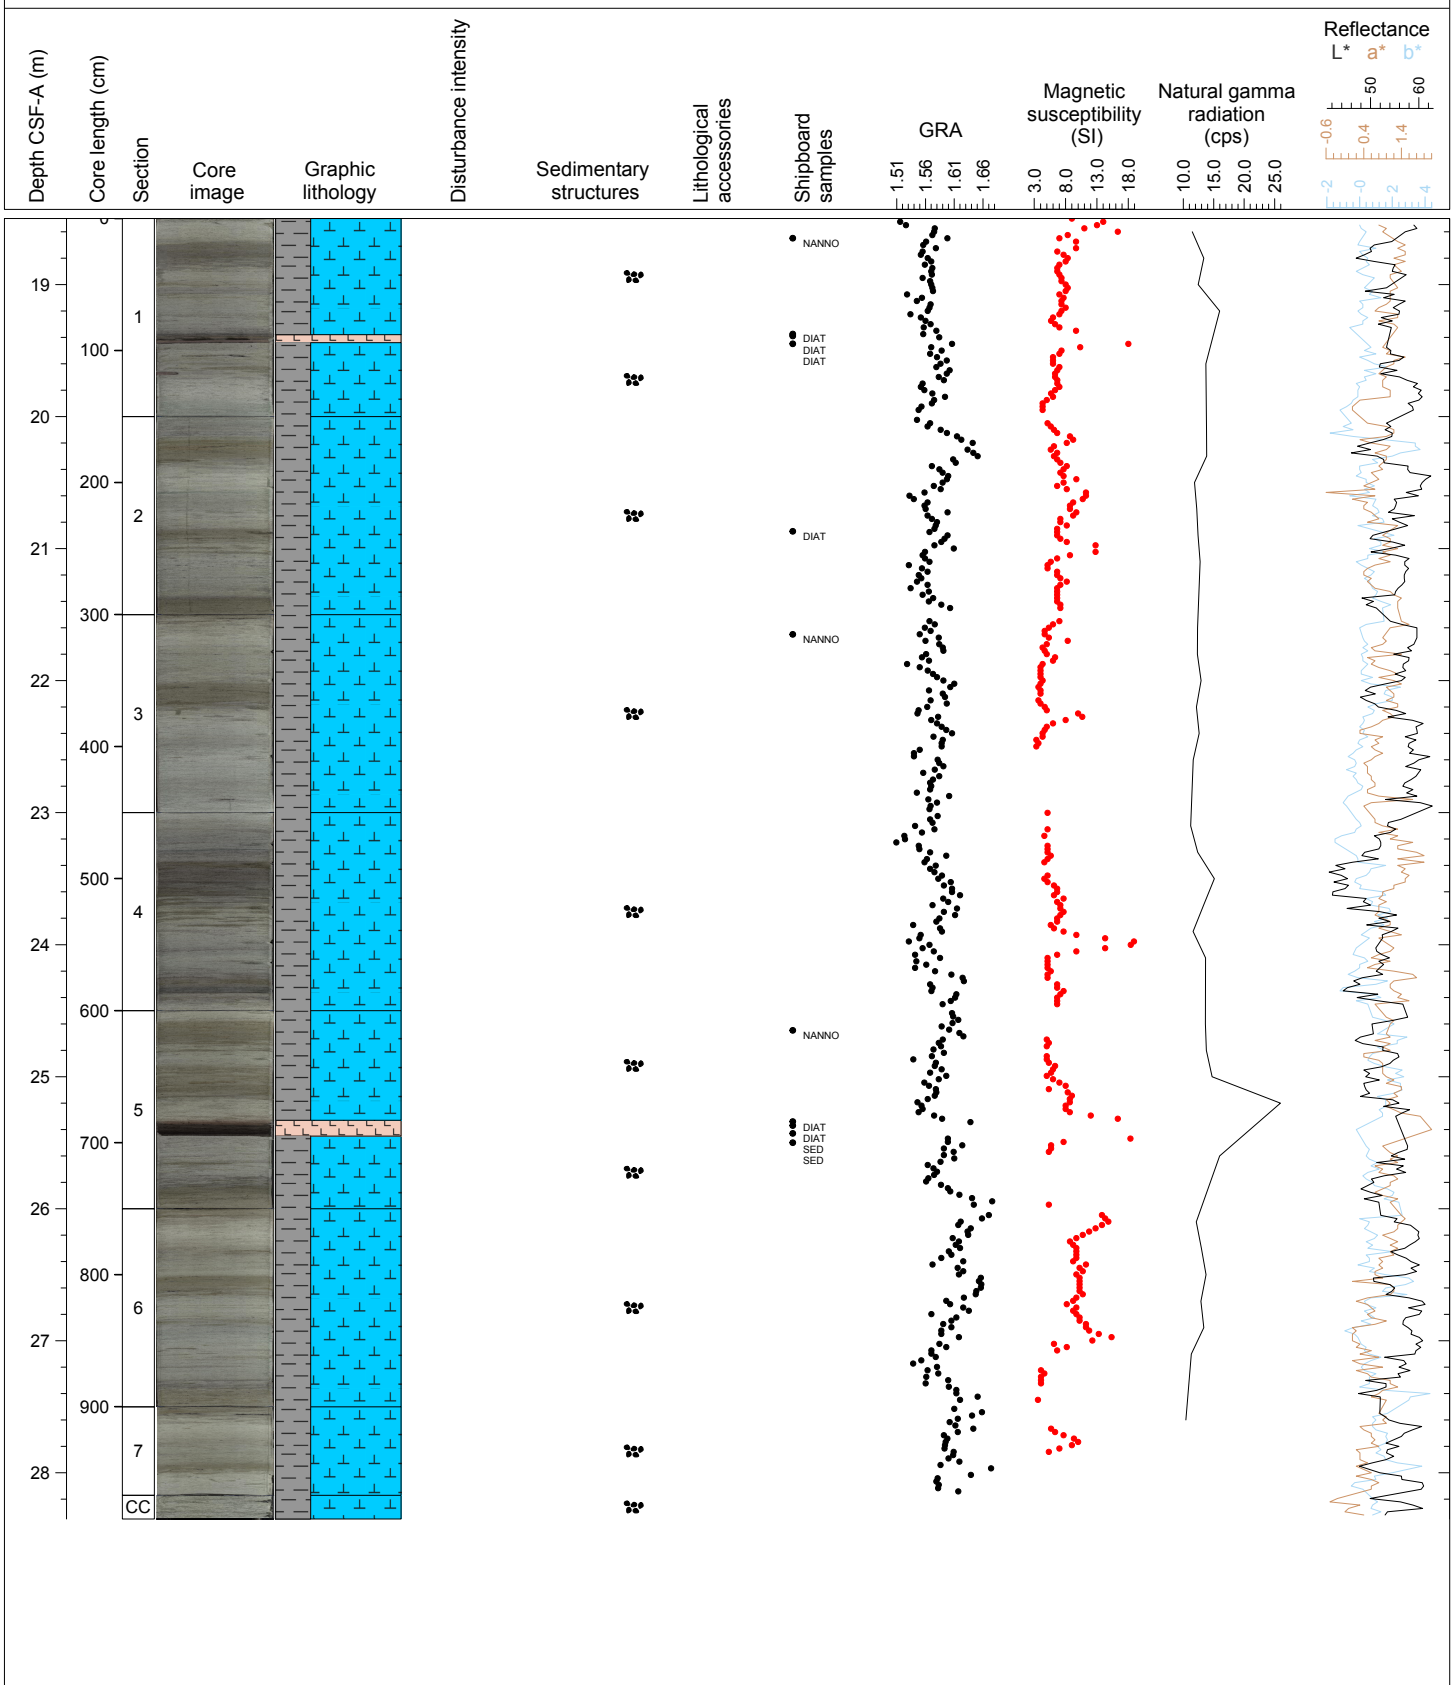 Reflectance
L* a* b*
Depth CSF-A (m)
Core length (cm)
Section
Core
image
Graphic
lithology
Disturbance intensity
Sedimentary
structures
Lithological
accessories
Shipboard
samples
GRA
1.51 1.56 1.61 1.66
Magnetic
susceptibility
(SI)
3.0 8.0 13.0 18.0
Natural gamma
radiation
(cps)
10.0 15.0 20.0 25.0
50 60
-0.6 0.4 1.4
-2 -0 2 4
0
NANNO
19
1
DIAT
100
DIAT
DIAT
20
200
2
DIAT
21
300
NANNO
22
3
400
23
500
4
24
600
NANNO
25
5
DIAT
700
DIAT
SED
SED
26
800
6
27
900
7
28
CC